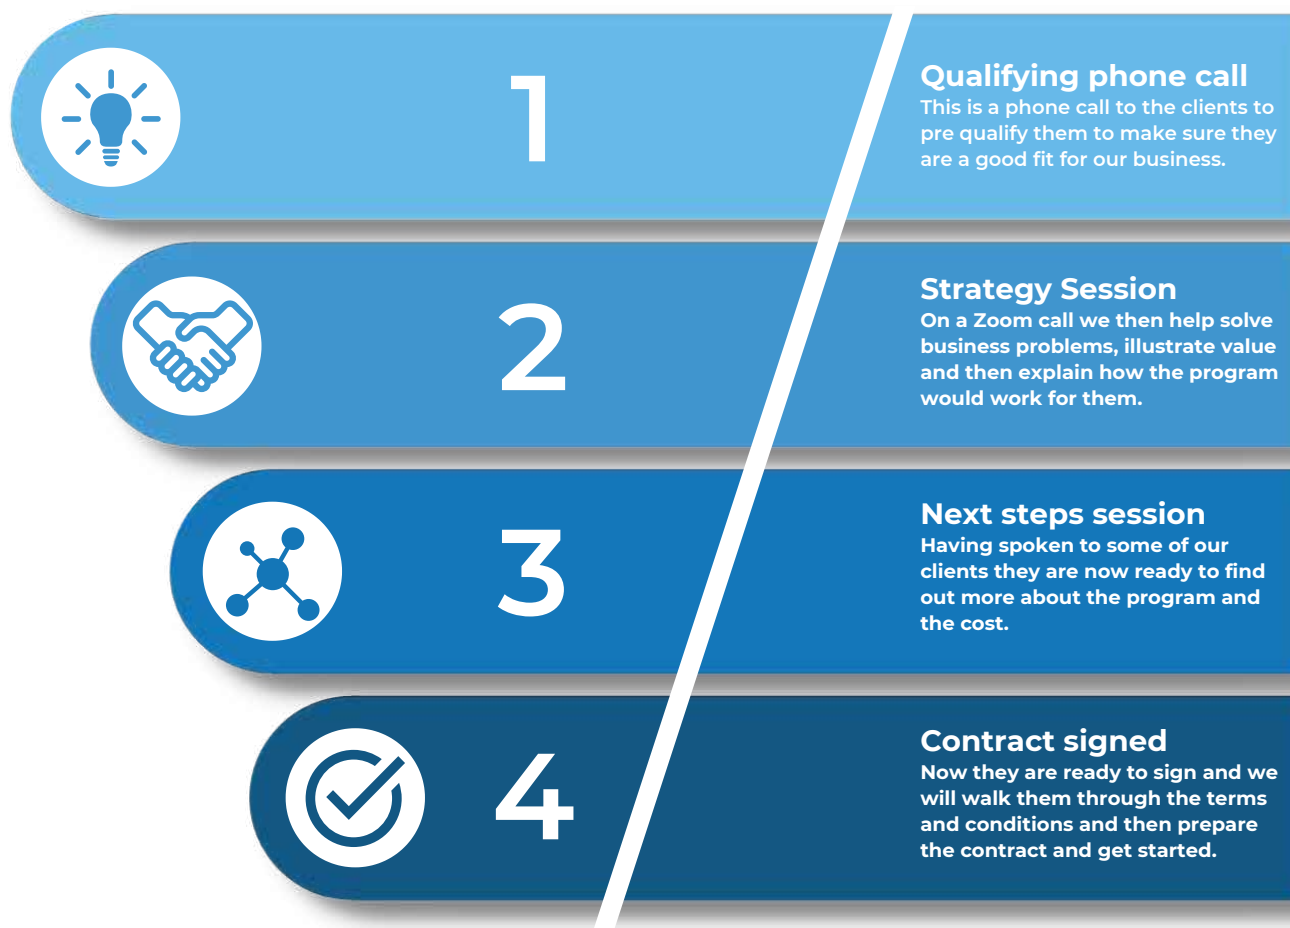 1
Qualifying phone call
This is a phone call to the clients to
pre qualify them to make sure they
are a good fit for our business.
2
Strategy Session
On a Zoom call we then help solve
business problems, illustrate value
and then explain how the program
would work for them.
3
Next steps session
Having spoken to some of our
clients they are now ready to find
out more about the program and
the cost.
4
Contract signed
Now they are ready to sign and we
will walk them through the terms
and conditions and then prepare
the contract and get started.